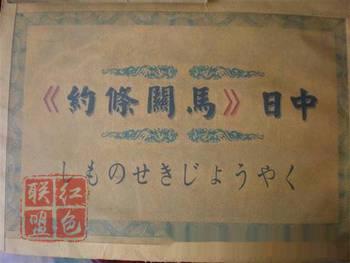 中日《馬關條約》
しものせきじょうやく
红色
联盟